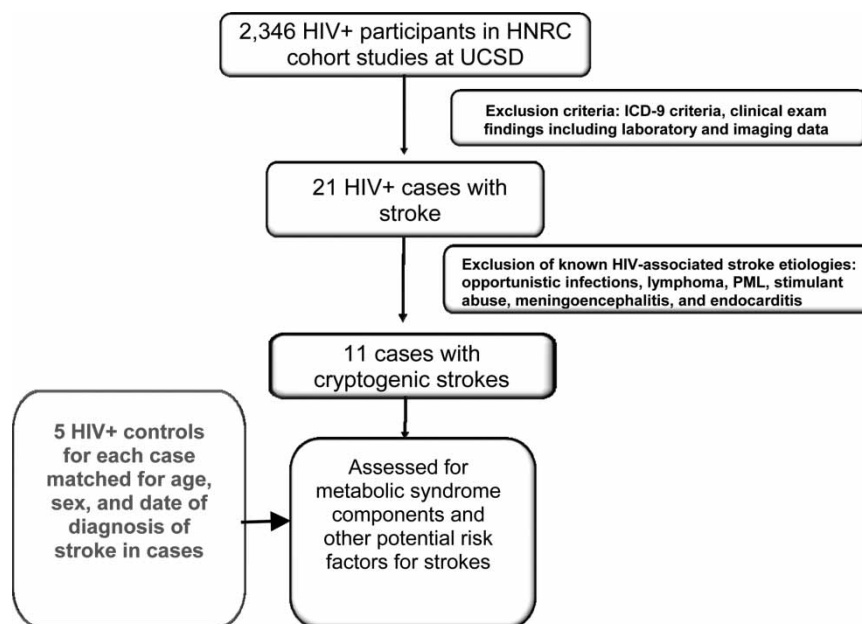 2,346 HIV+ participants in HNRC
cohort studies at UCSD
Exclusion criteria: ICD-9 criteria, clinical exam
findings including laboratory and imaging data
21 HIV+ cases with
stroke
Exclusion of known HIV-associated stroke etiologies:
opportunistic infections, lymphoma, PML, stimulant
abuse, meningoencephalitis, and endocarditis
11 cases with
cryptogenic strokes
5 HIV+ controls
for each case
matched for age,
sex, and date of
diagnosis of
stroke in cases
Assessed for
metabolic syndrome
components and
other potential risk
factors for strokes